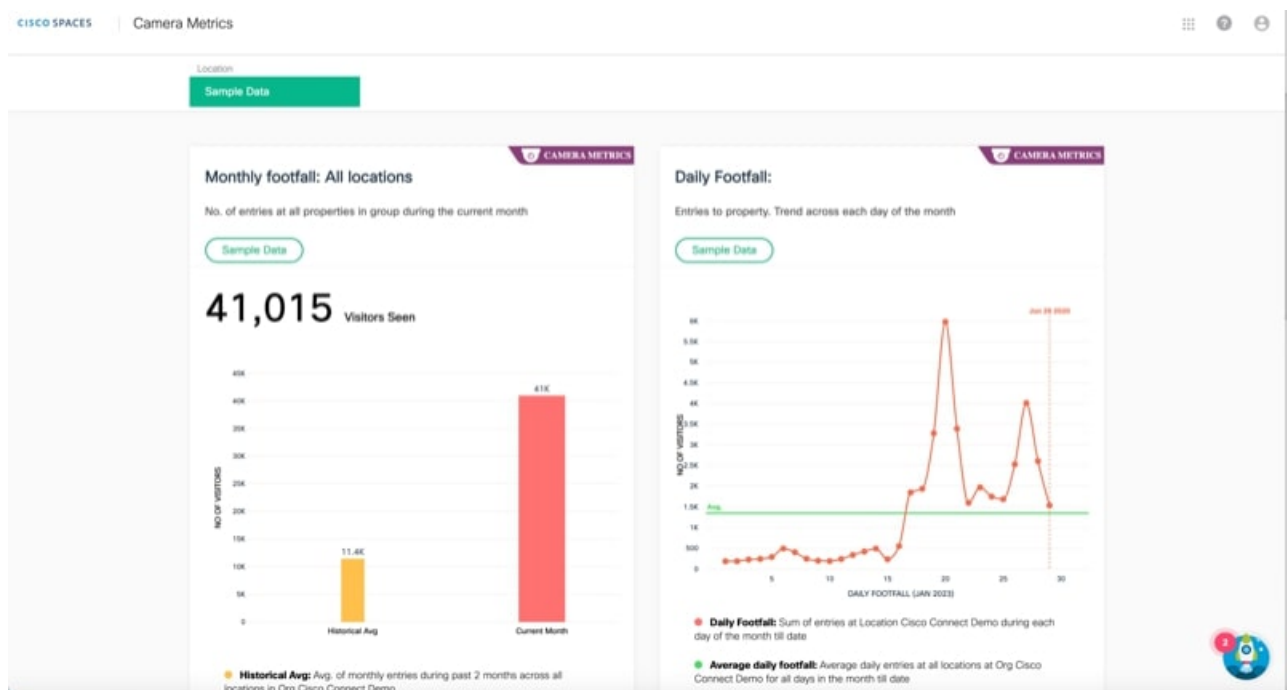 CISCO SPACES
Camera Metrics
Location
Sample Data
CAMERA METRICS
Monthly footfall: All locations
No. of entries at all properties in group during the current month
Sample Data
41,015 Visitors Seen
45K
40K
35K
30K
25K
20K
15K
10K
5K
0
NO OF VISITORS
11.4K
41K
Historical Avg
Current Month
Historical Avg: Avg. of monthly entries during past 2 months across all
locations in Org Cisco Connect Demo
CAMERA METRICS
Daily Footfall:
Entries to property. Trend across each day of the month
Sample Data
6K
5.5K
5K
4.5K
4K
3.5K
3K
2.5K
2K
1.5K
1K
500
0
NO OF VISITORS
Avg.
5
10
15
20
25
30
DAILY FOOTFALL (JAN 2023)
Daily Footfall: Sum of entries at Location Cisco Connect Demo during each
day of the month till date
Average daily footfall: Average daily entries at all locations at Org Cisco
Connect Demo for all days in the month till date
2